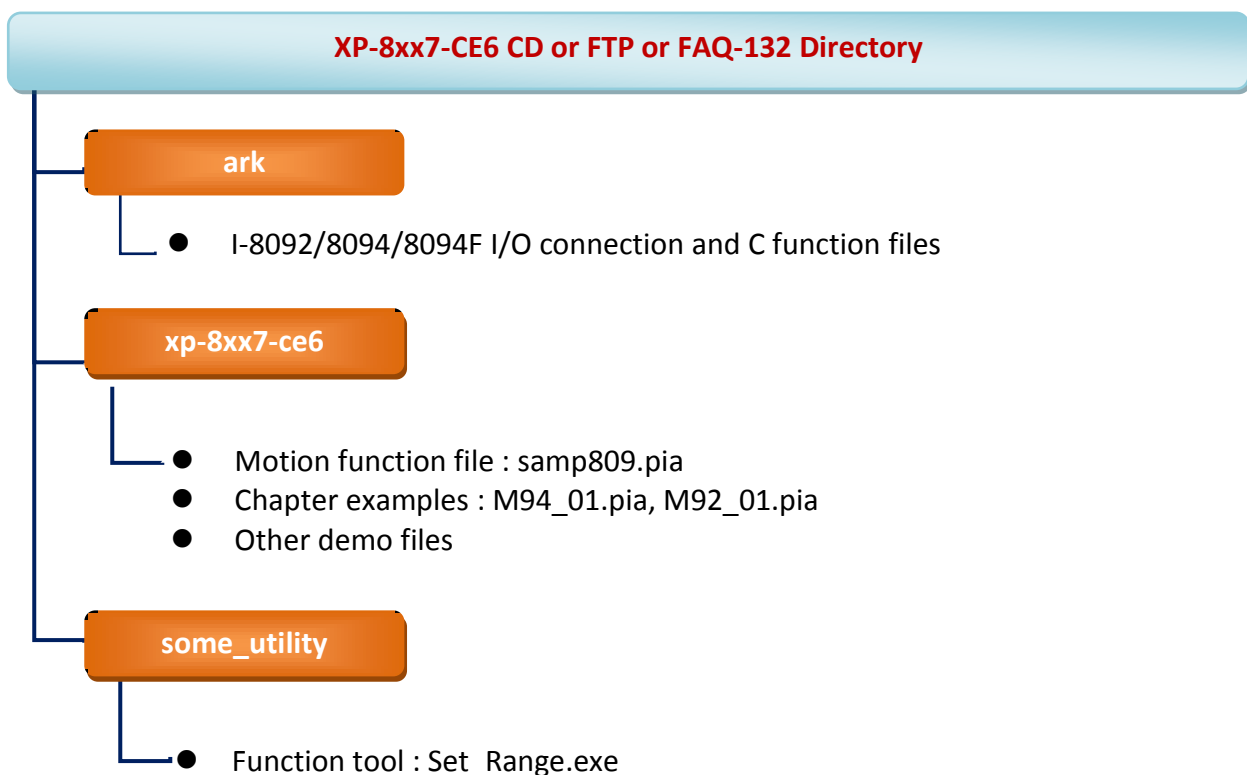 XP-8xx7-CE6 CD or FTP or FAQ-132 Directory
ark
I-8092/8094/8094F I/O connection and C function files
xp-8xx7-ce6
Motion function file : samp809.pia
Chapter examples : M94_01.pia, M92_01.pia
Other demo files
some_utility
Function tool : Set_Range.exe